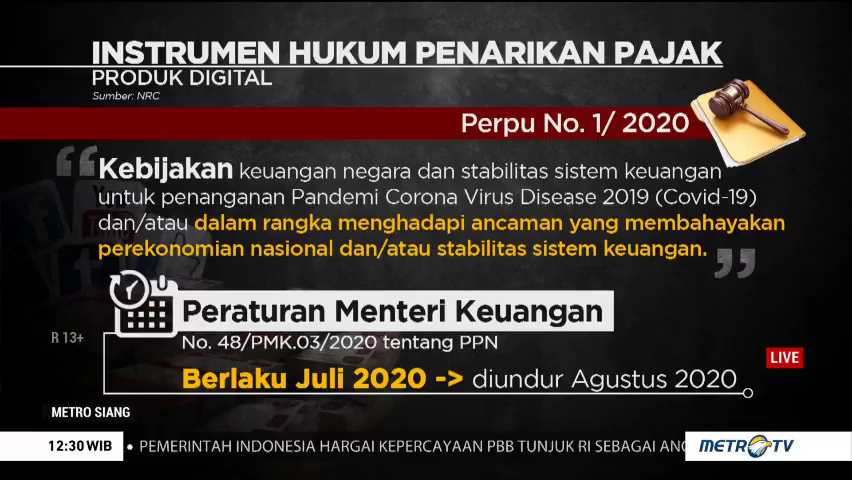 INSTRUMEN HUKUM PENARIKAN PAJAK
PRODUK DIGITAL
Sumber: NRC
Perpu No. 1/ 2020
“Kebijakan keuangan negara dan stabilitas sistem keuangan
untuk penanganan Pandemi Corona Virus Disease 2019 (Covid-19)
dan/atau dalam rangka menghadapi ancaman yang membahayakan
perekonomian nasional dan/atau stabilitas sistem keuangan.”
Peraturan Menteri Keuangan
No. 48/PMK.03/2020 tentang PPN
Berlaku Juli 2020 -> diundur Agustus 2020
R 13+
LIVE
METRO SIANG
12:30 WIB • PEMERINTAH INDONESIA HARGAI KEPERCAYAAN PBB TUNJUK RI SEBAGAI
METRO TV